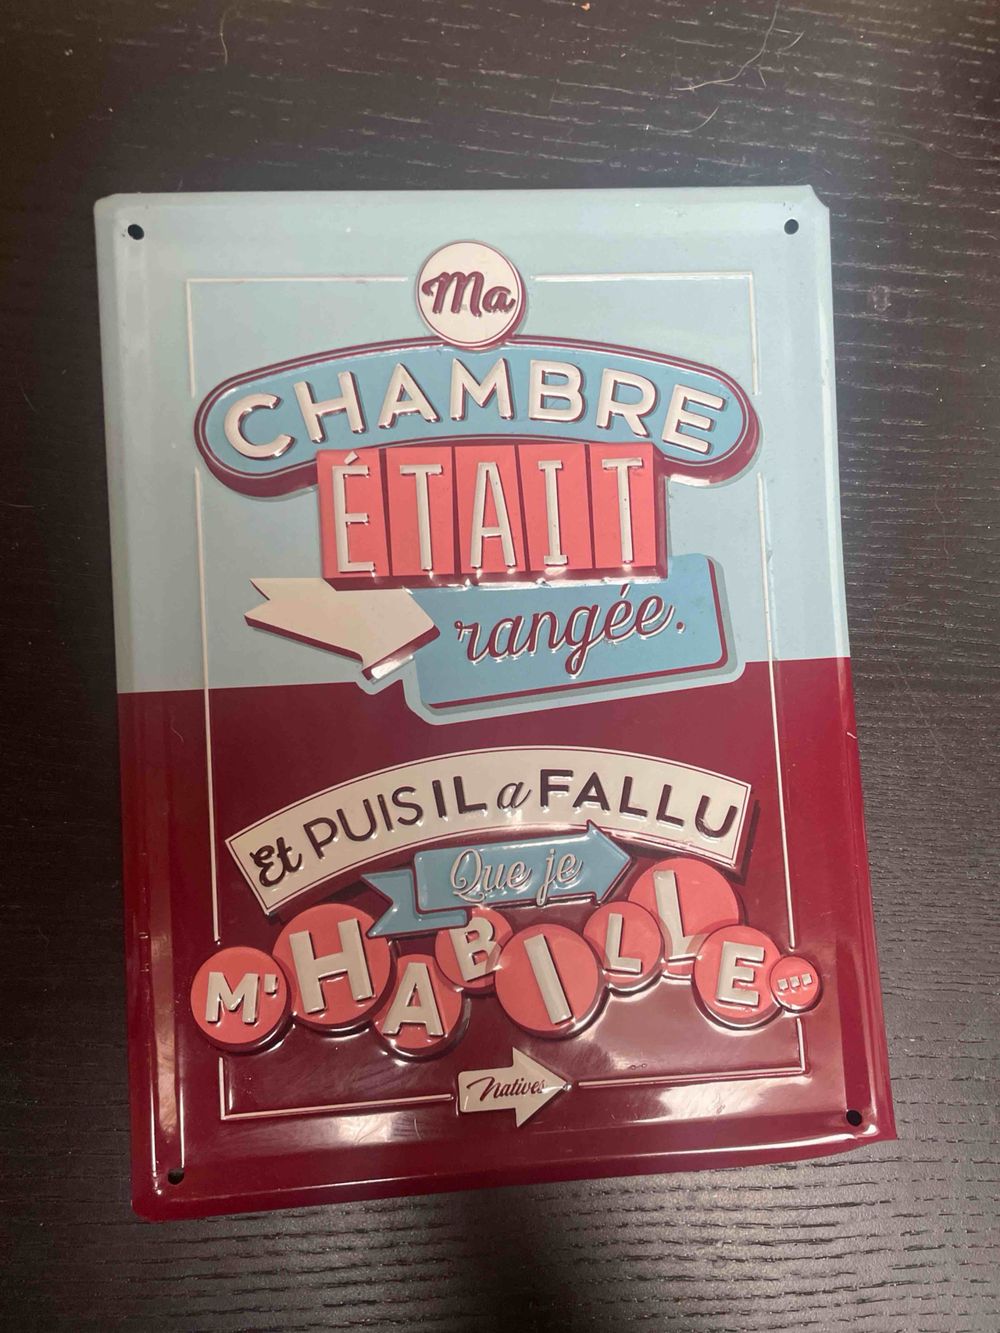 Ma
CHAMBRE
ÉTAIT
rangée.
Et PUIS IL a FALLU
Que je
M'HABILLE...
Natives